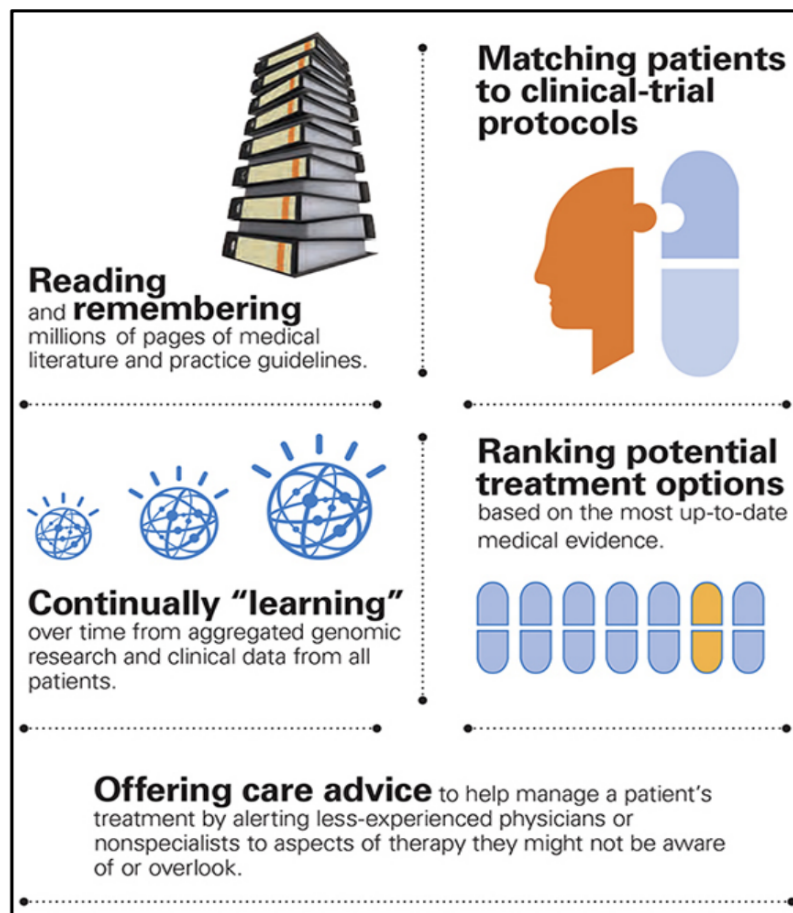 Matching patients
to clinical-trial
protocols
Reading
and remembering
millions of pages of medical
literature and practice guidelines.
Ranking potential
treatment options
based on the most up-to-date
medical evidence.
Continually “learning”
over time from aggregated genomic
research and clinical data from all
patients.
Offering care advice to help manage a patient’s
treatment by alerting less-experienced physicians or
nonspecialists to aspects of therapy they might not be aware
of or overlook.